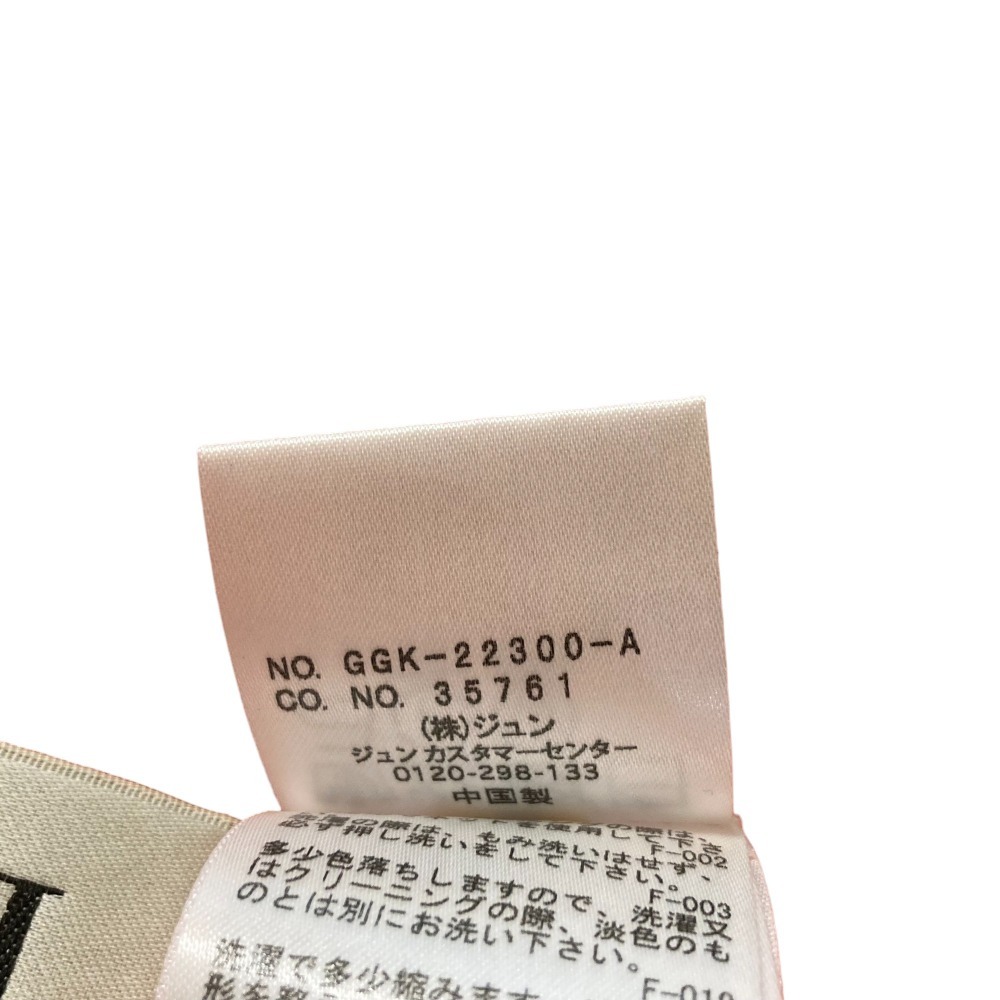 NO. GGK-22300-A
CO. NO. 35761
(株)ジュン
ジュンカスタマーセンター
0120-298-133
中国製
必ず押し洗いをして下さい。
F-002
多少色落ちしますので、洗濯又
はクリーニングの際、淡色のも
のとは別にお洗い下さい。
F-003
洗濯で多少縮みます
F-010
形を整